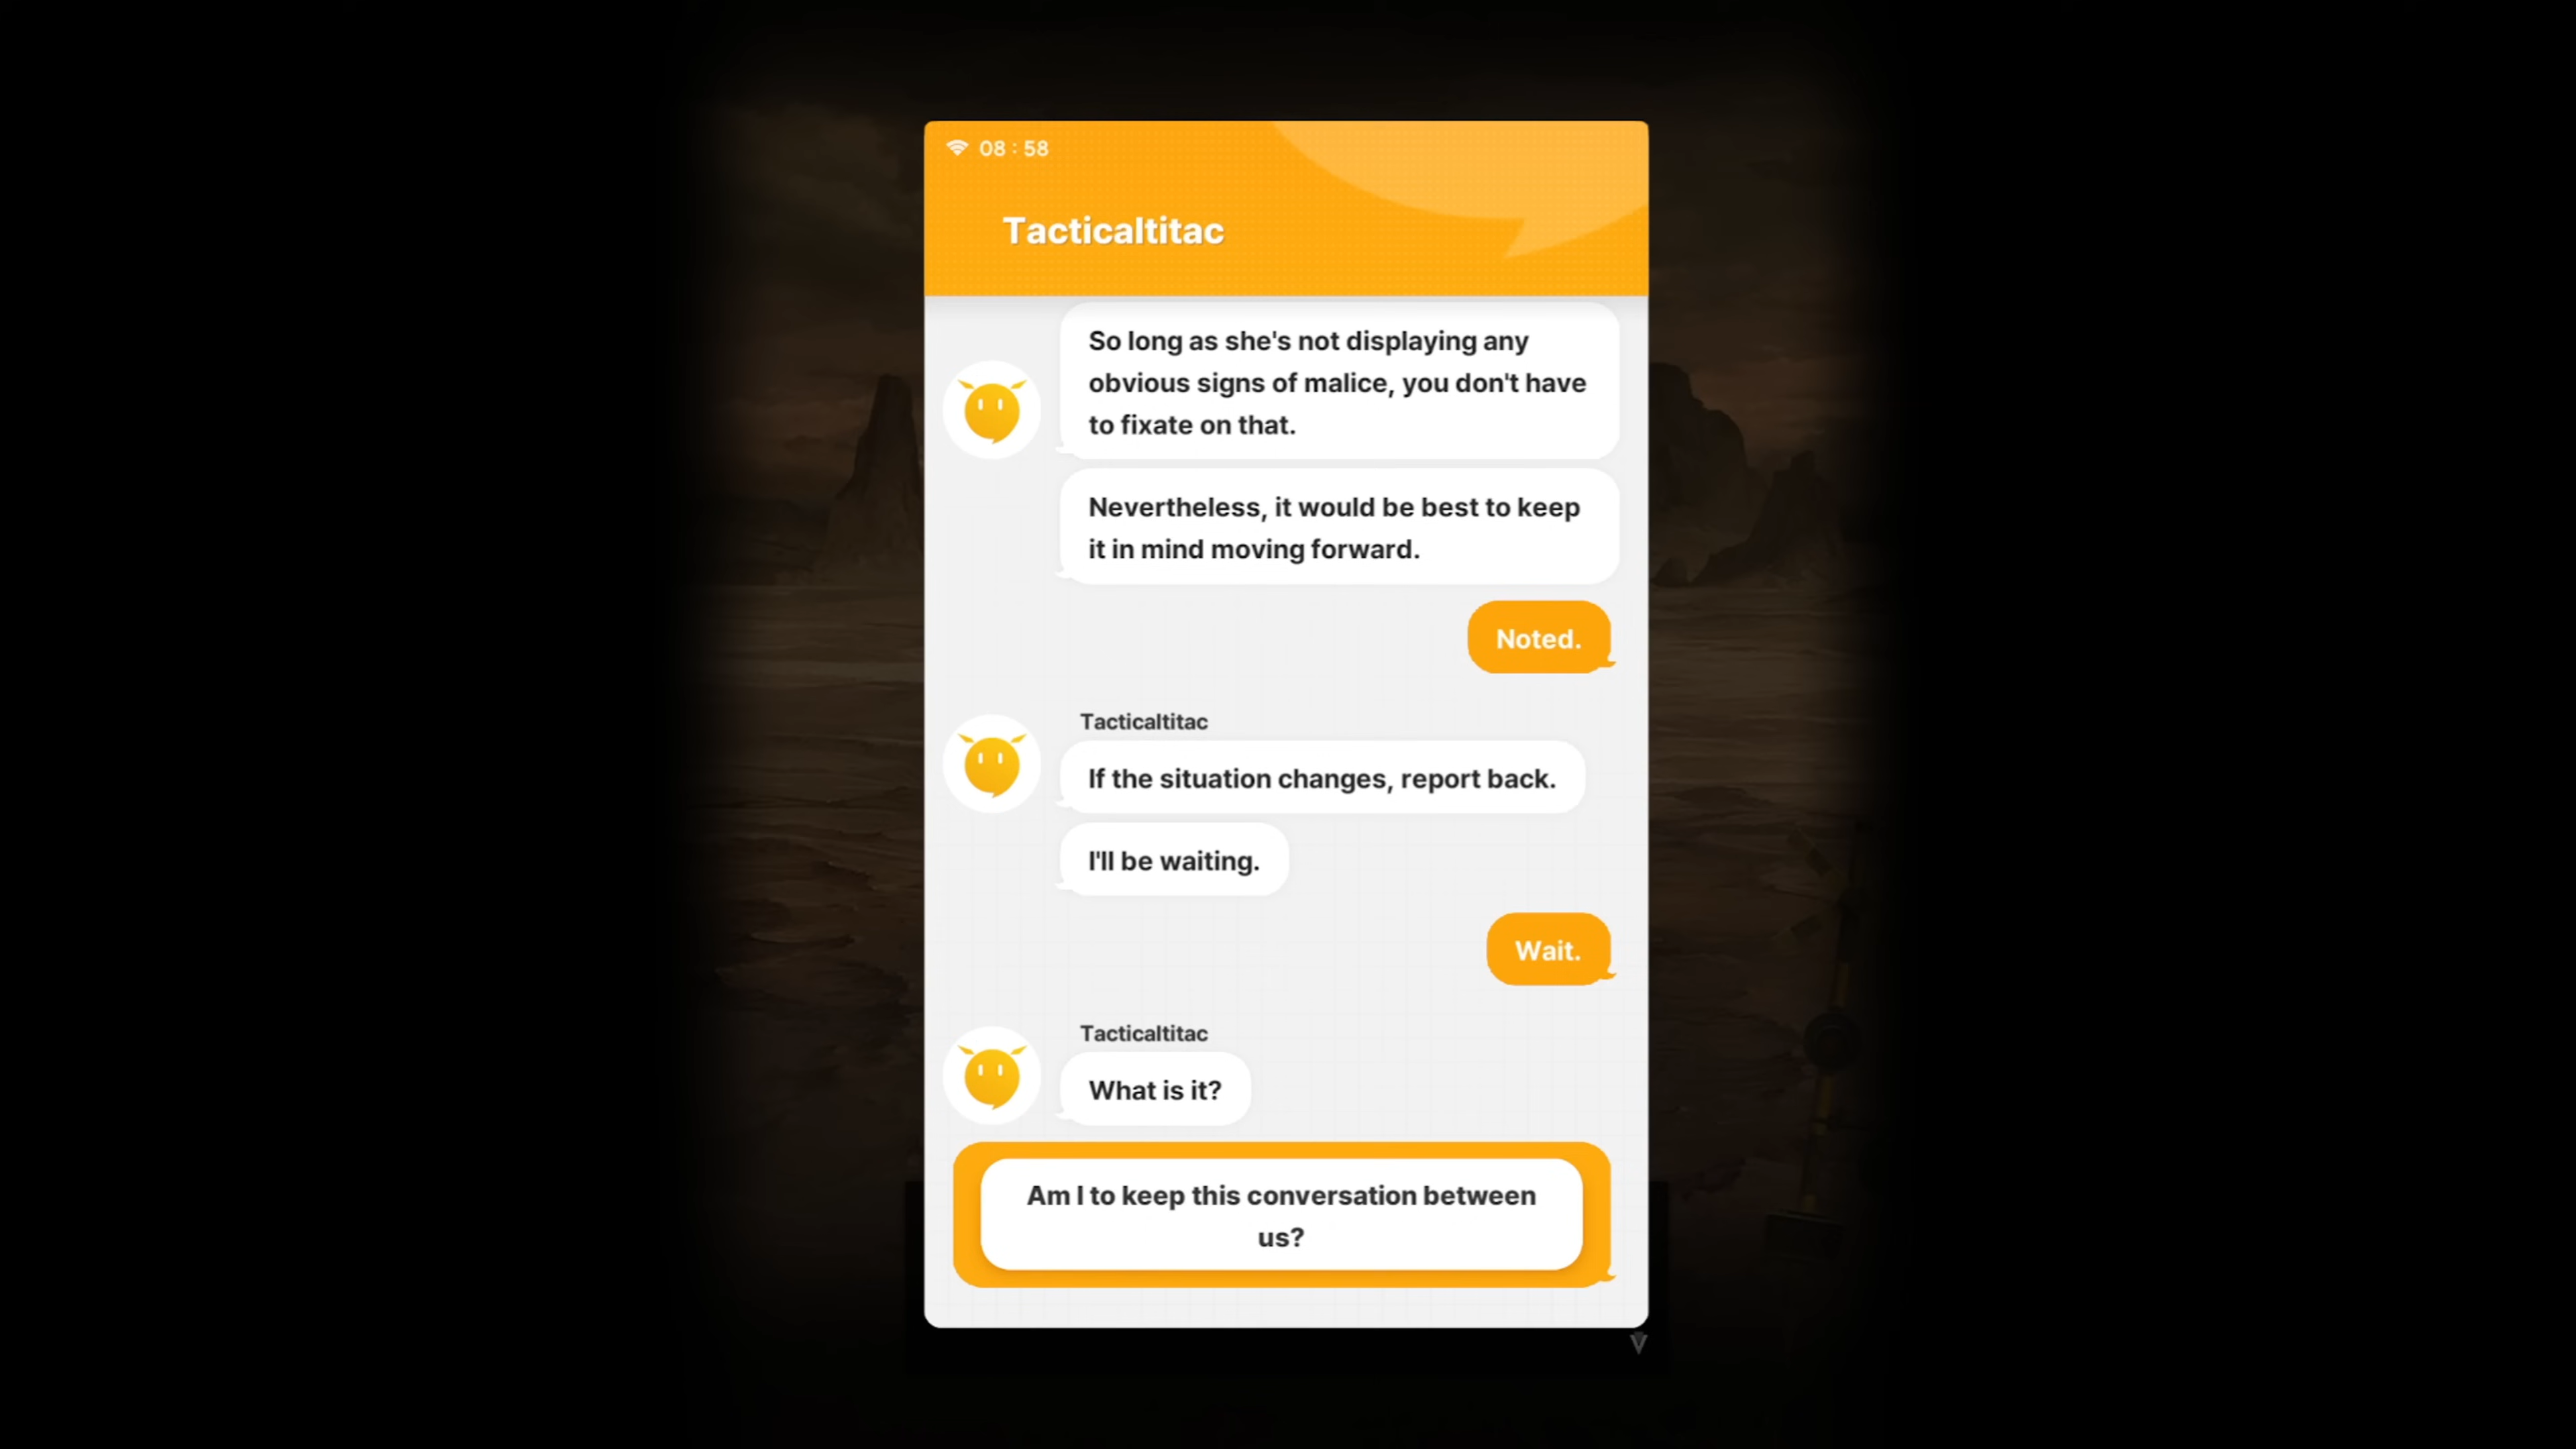 08 : 58
Tacticaltitac
So long as she's not displaying any
obvious signs of malice, you don't have
to fixate on that.
Nevertheless, it would be best to keep
it in mind moving forward.
Noted.
Tacticaltitac
If the situation changes, report back.
I'll be waiting.
Wait.
Tacticaltitac
What is it?
Am I to keep this conversation between
us?